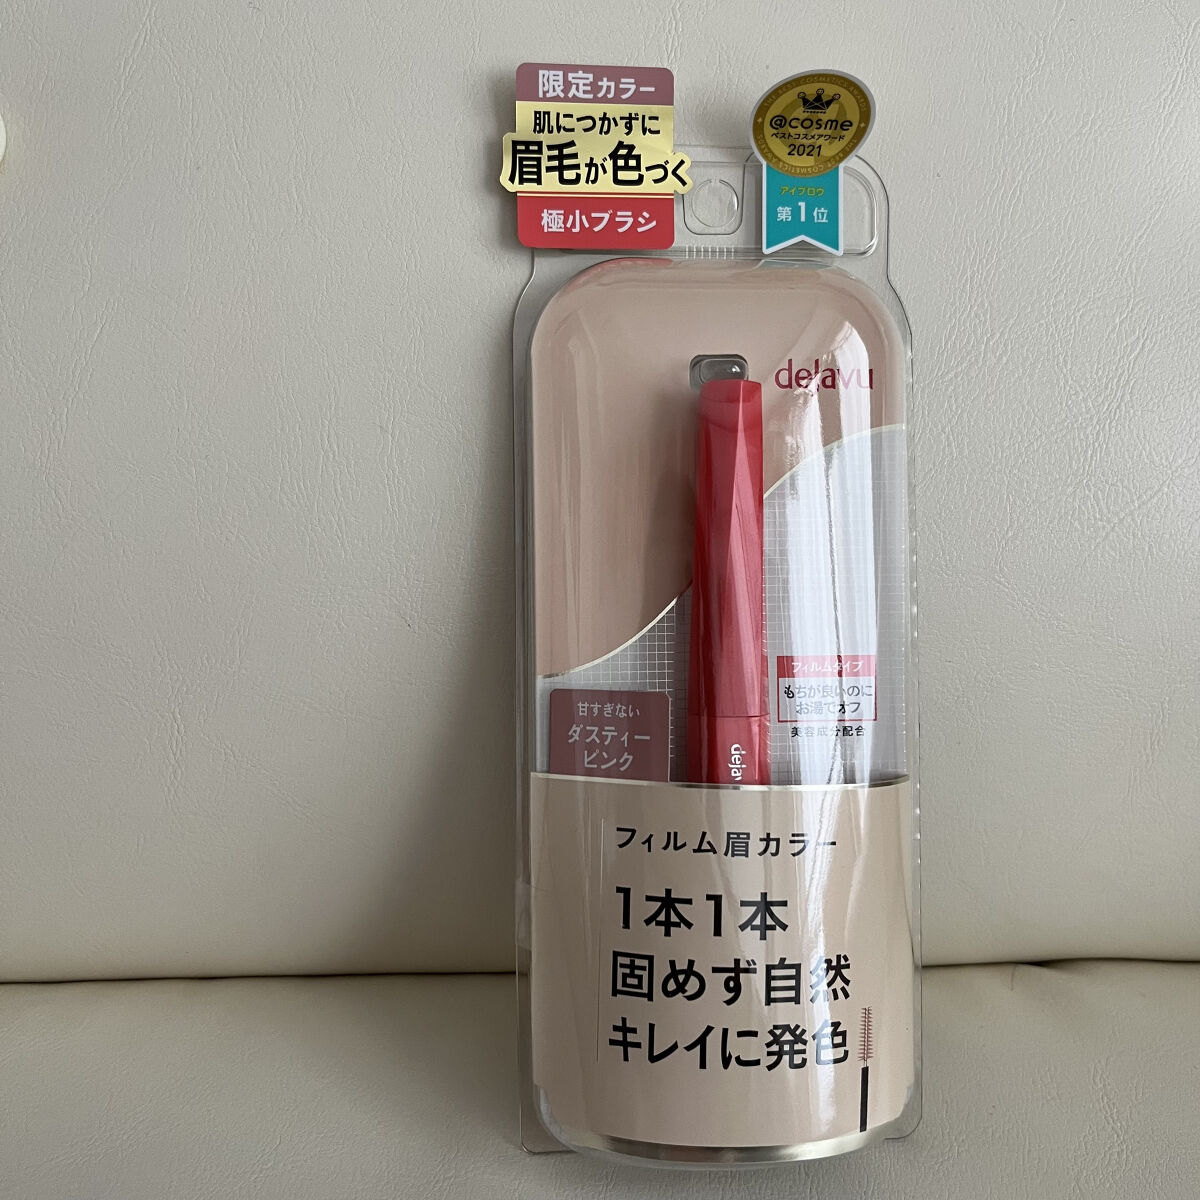 限定カラー
肌につかずに
眉毛が色づく
極小ブラシ
THE BEST COSMETICS AWARDS
@cosme
ベストコスメアワード
2021
アイブロウ
第1位
dejavu
フィルムタイプ
もちが良いのに
お湯でオフ
美容成分配合
甘すぎない
ダスティー
ピンク
dejav
フィルム眉カラー
1本1本
固めず自然
キレイに発色